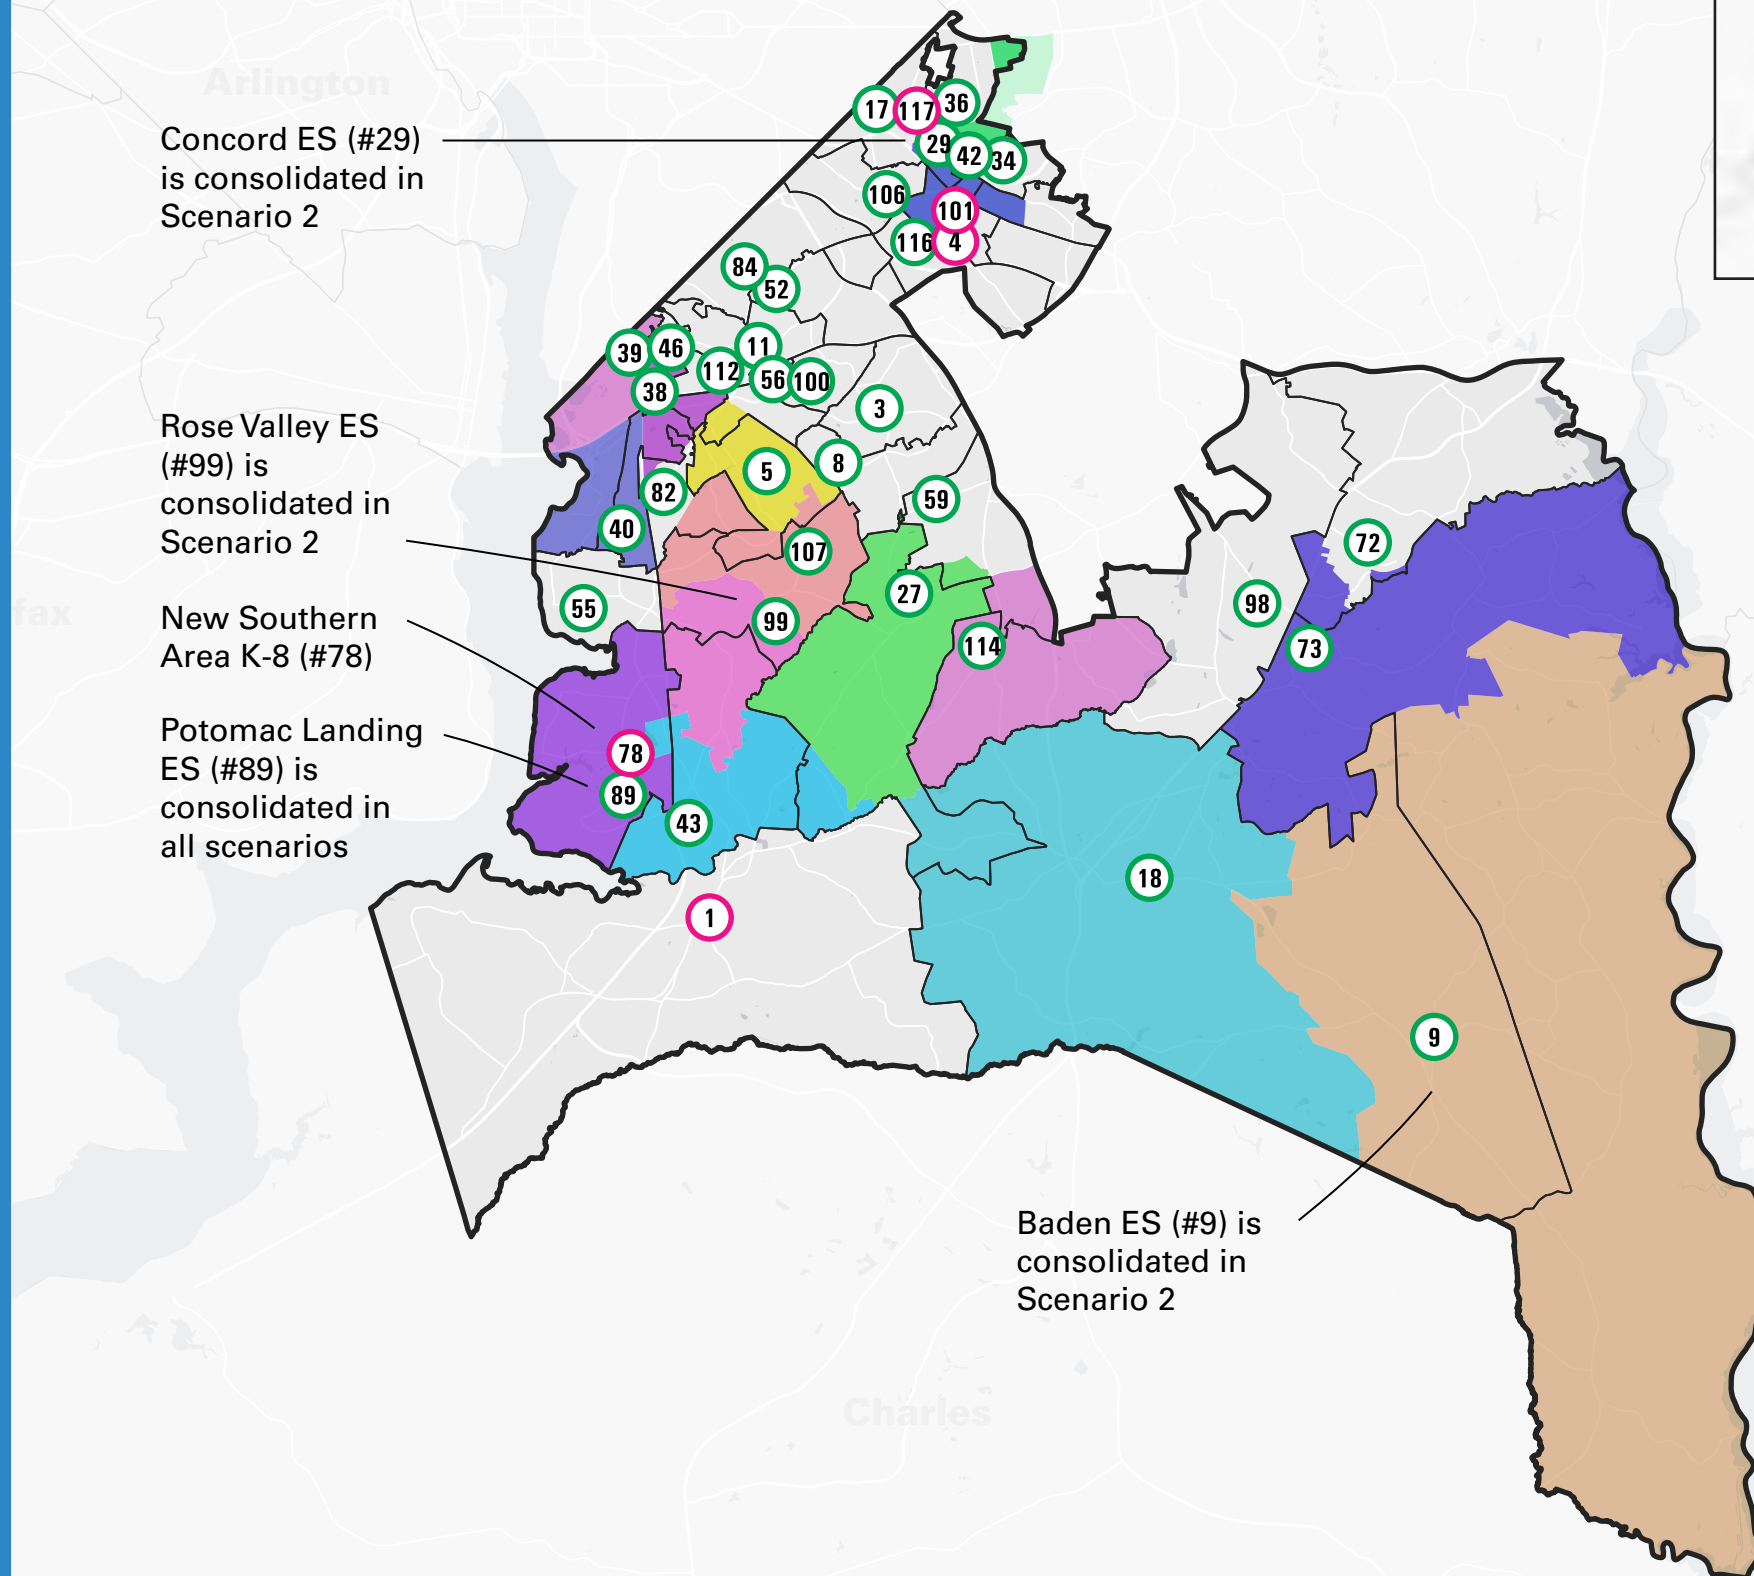 Arlington
17
117
36
Concord ES (#29)
is consolidated in
Scenario 2
29
42
34
106
101
116
4
84
52
39
46
11
112
56
100
38
3
Rose Valley ES
(#99) is
consolidated in
Scenario 2
5
8
82
59
40
107
72
fax
55
27
98
99
114
73
New Southern
Area K-8 (#78)
Potomac Landing
ES (#89) is
consolidated in
all scenarios
78
89
43
18
1
9
Baden ES (#9) is
consolidated in
Scenario 2
Charles